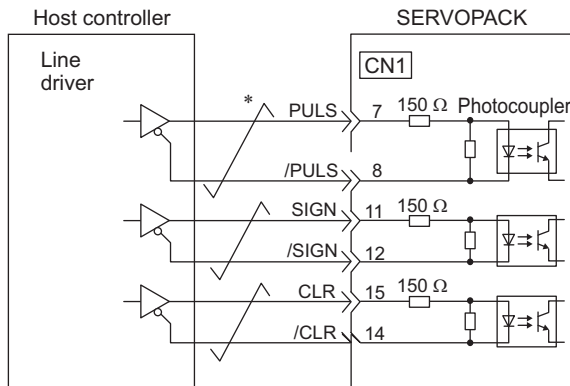 Host controller
SERVOPACK
Line
driver
CN1
*
PULS 7 150 Ω Photocoupler
/PULS 8
SIGN 11 150 Ω
/SIGN 12
CLR 15 150 Ω
/CLR 14